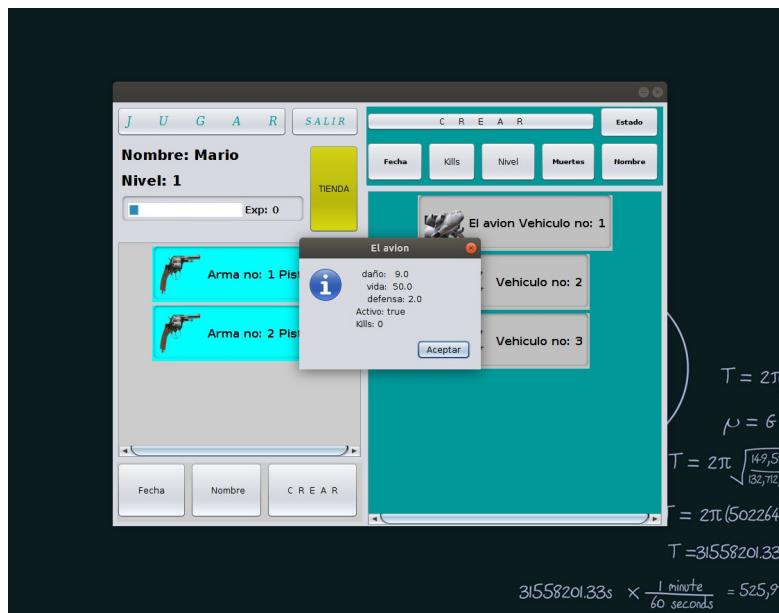 J U G A R
SALIR
Nombre: Mario
Nivel: 1
TIENDA
Exp: 0
Arma no: 1
Arma no: 2
Fecha
Nombre
C R E A R
C R E A R
Estado
Fecha
Kills
Nivel
Muertes
Nombre
El avion Vehiculo no: 1
Vehiculo no: 2
Vehiculo no: 3
El avion
i
daño: 9.0
vida: 50.0
defensa: 2.0
Activo: true
Kills: 0
Aceptar
T = 2π
T = 2π
T = 2π(502264
T =31558201.33
31558201.33s × 1 minute / 60 seconds = 525,9